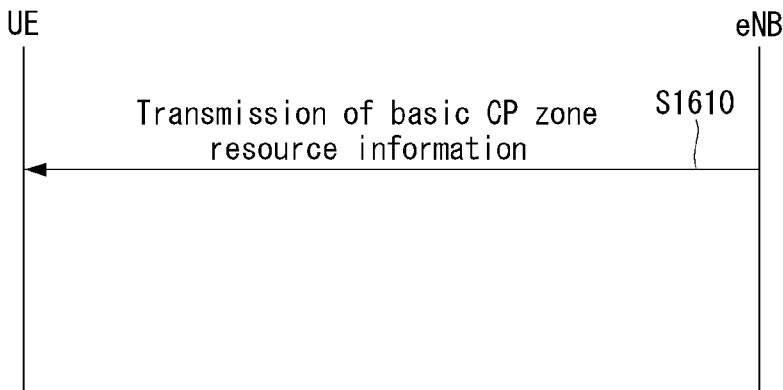 UE
eNB
Transmission of basic CP zone
resource information
S1610